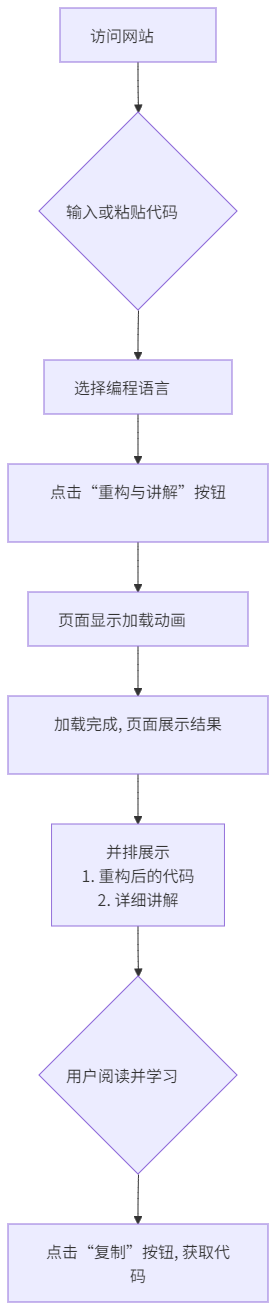 访问网站
输入或粘贴代码
选择编程语言
点击“重构与讲解”按钮
页面显示加载动画
加载完成, 页面展示结果
并排展示
1. 重构后的代码
2. 详细讲解
用户阅读并学习
点击“复制”按钮, 获取代
码